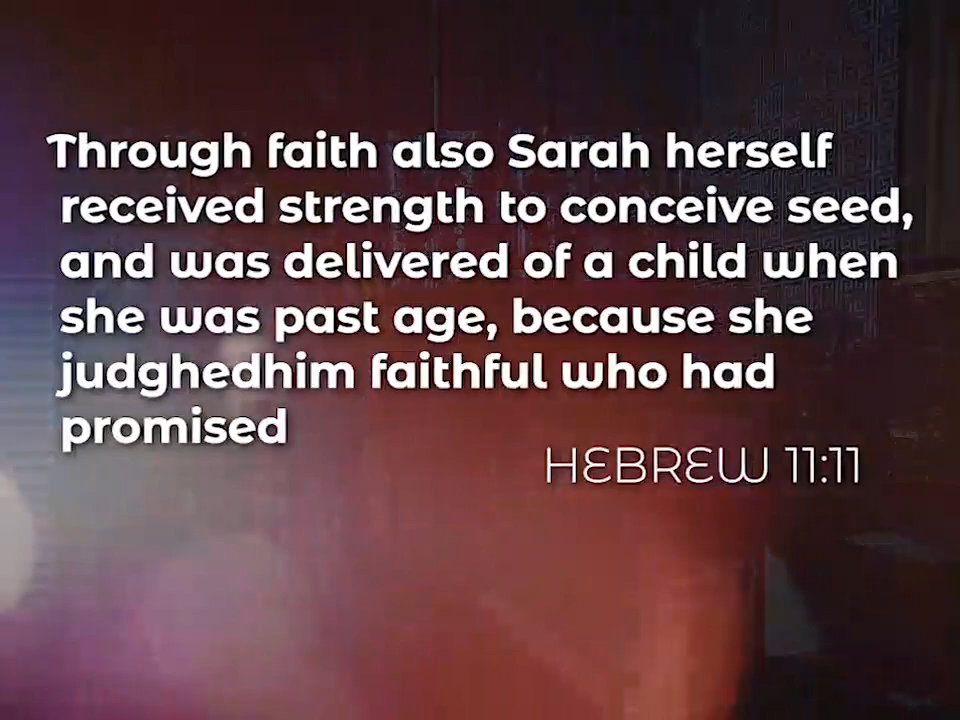 Through faith also Sarah herself
received strength to conceive seed,
and was delivered of a child when
she was past age, because she
judghedhim faithful who had
promised
HEBREW 11:11